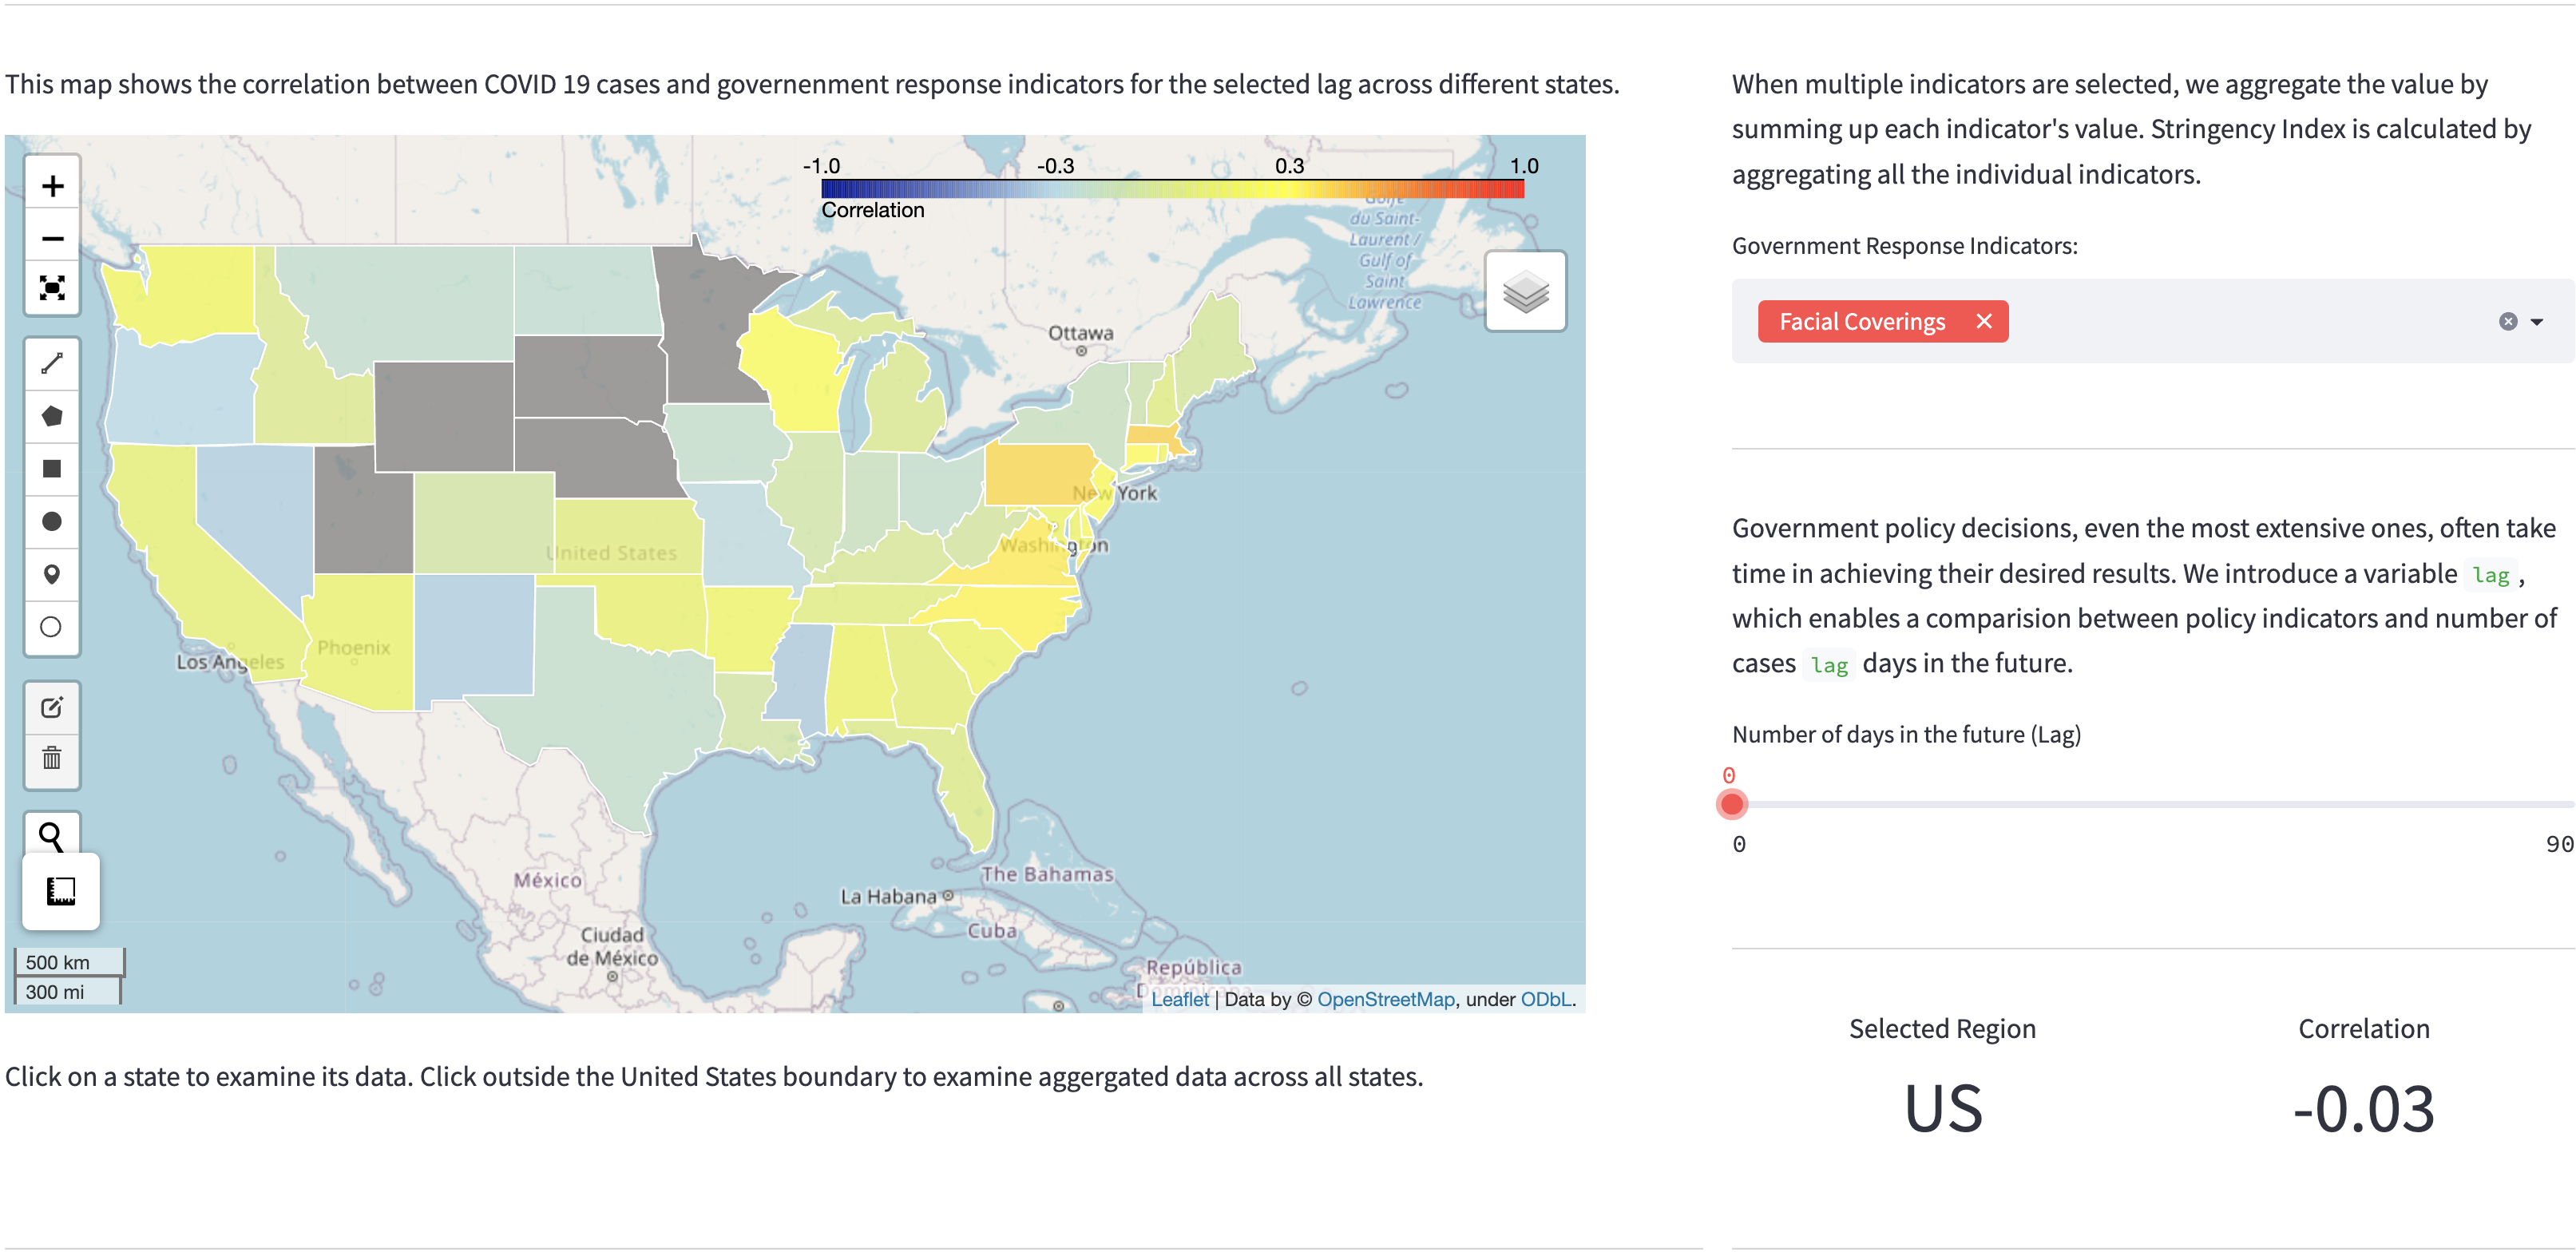 This map shows the correlation between COVID 19 cases and governenment response indicators for the selected lag across different states.
-1.0 -0.3 0.3 1.0
Correlation
+
−
Golfe
du Saint-
Laurent /
Gulf of
Saint
Lawrence
Ottawa
New York
United States
Washington
Phoenix
Los Angeles
The Bahamas
México
La Habana
Cuba
Ciudad
de México
República
Dominicana
500 km
300 mi
Leaflet | Data by © OpenStreetMap, under ODbL.
Click on a state to examine its data. Click outside the United States boundary to examine aggergated data across all states.
When multiple indicators are selected, we aggregate the value by
summing up each indicator's value. Stringency Index is calculated by
aggregating all the individual indicators.
Government Response Indicators:
Facial Coverings
Government policy decisions, even the most extensive ones, often take
time in achieving their desired results. We introduce a variable lag ,
which enables a comparision between policy indicators and number of
cases lag days in the future.
Number of days in the future (Lag)
0
0 90
Selected Region Correlation
US -0.03